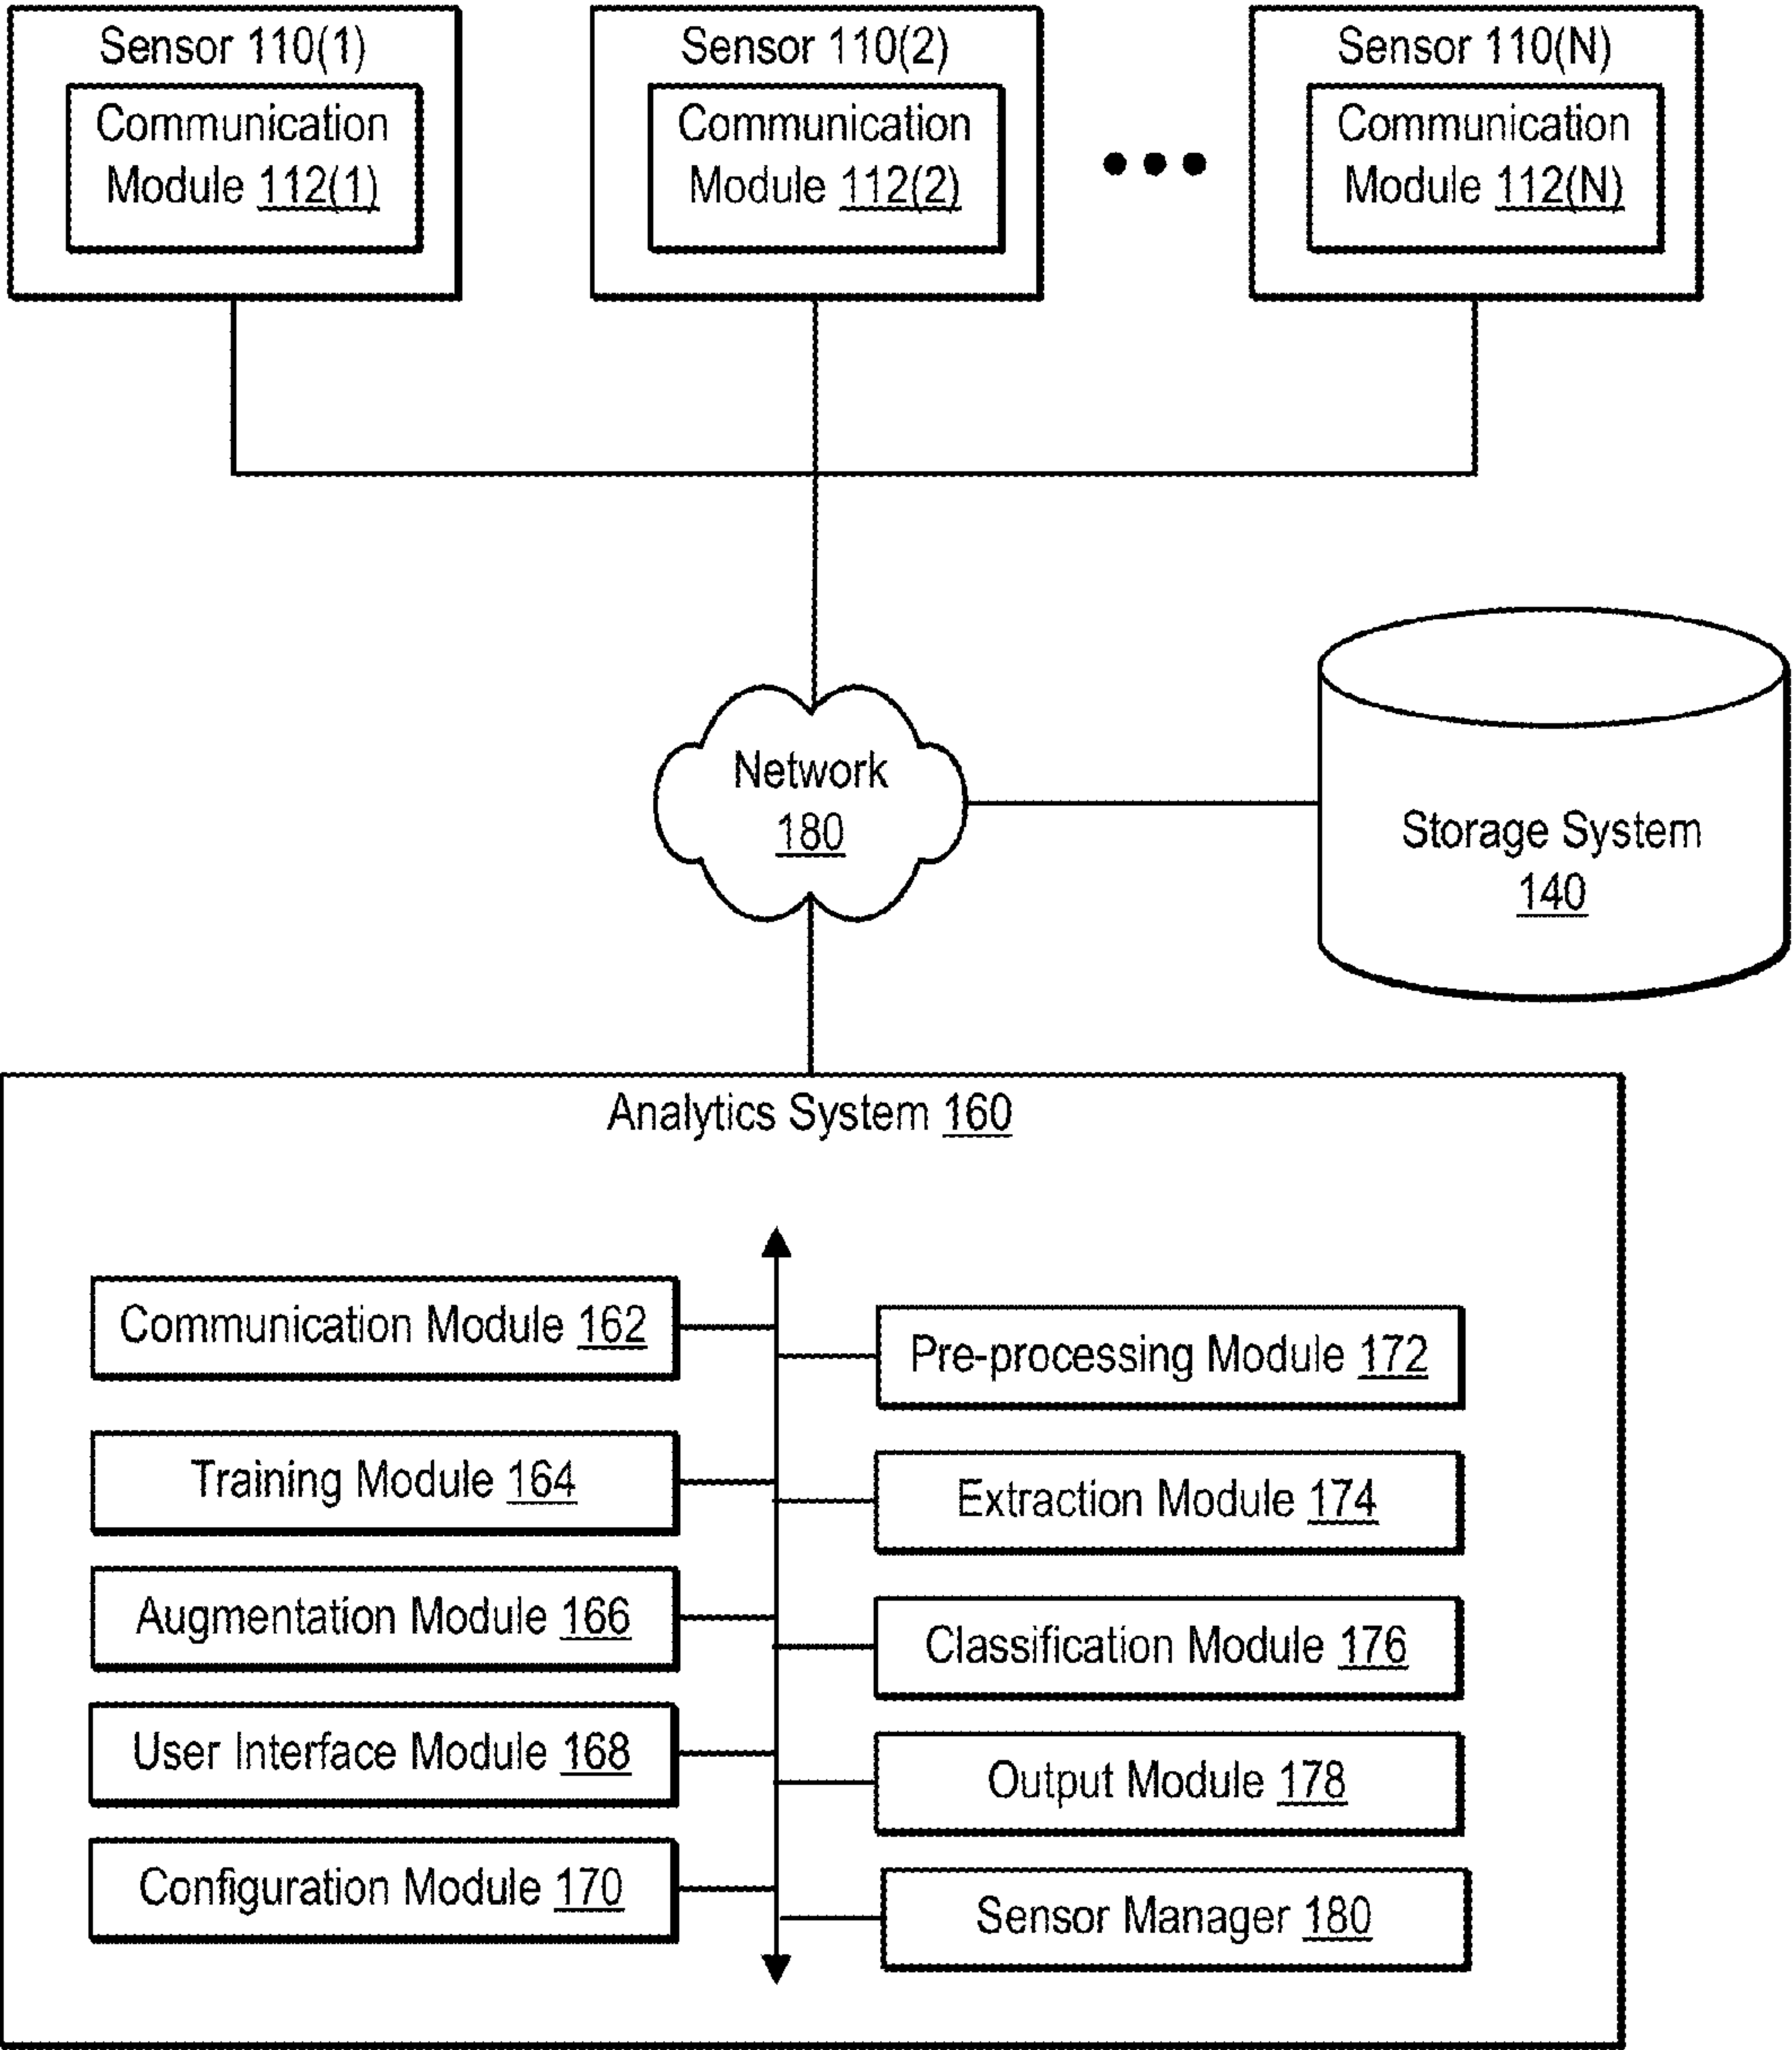 Sensor 110(1)
Communication
Module 112(1)
Sensor 110(2)
Communication
Module 112(2)
Sensor 110(N)
Communication
Module 112(N)
Network
180
Storage System
140
Analytics System 160
Communication Module 162
Training Module 164
Augmentation Module 166
User Interface Module 168
Configuration Module 170
Pre-processing Module 172
Extraction Module 174
Classification Module 176
Output Module 178
Sensor Manager 180